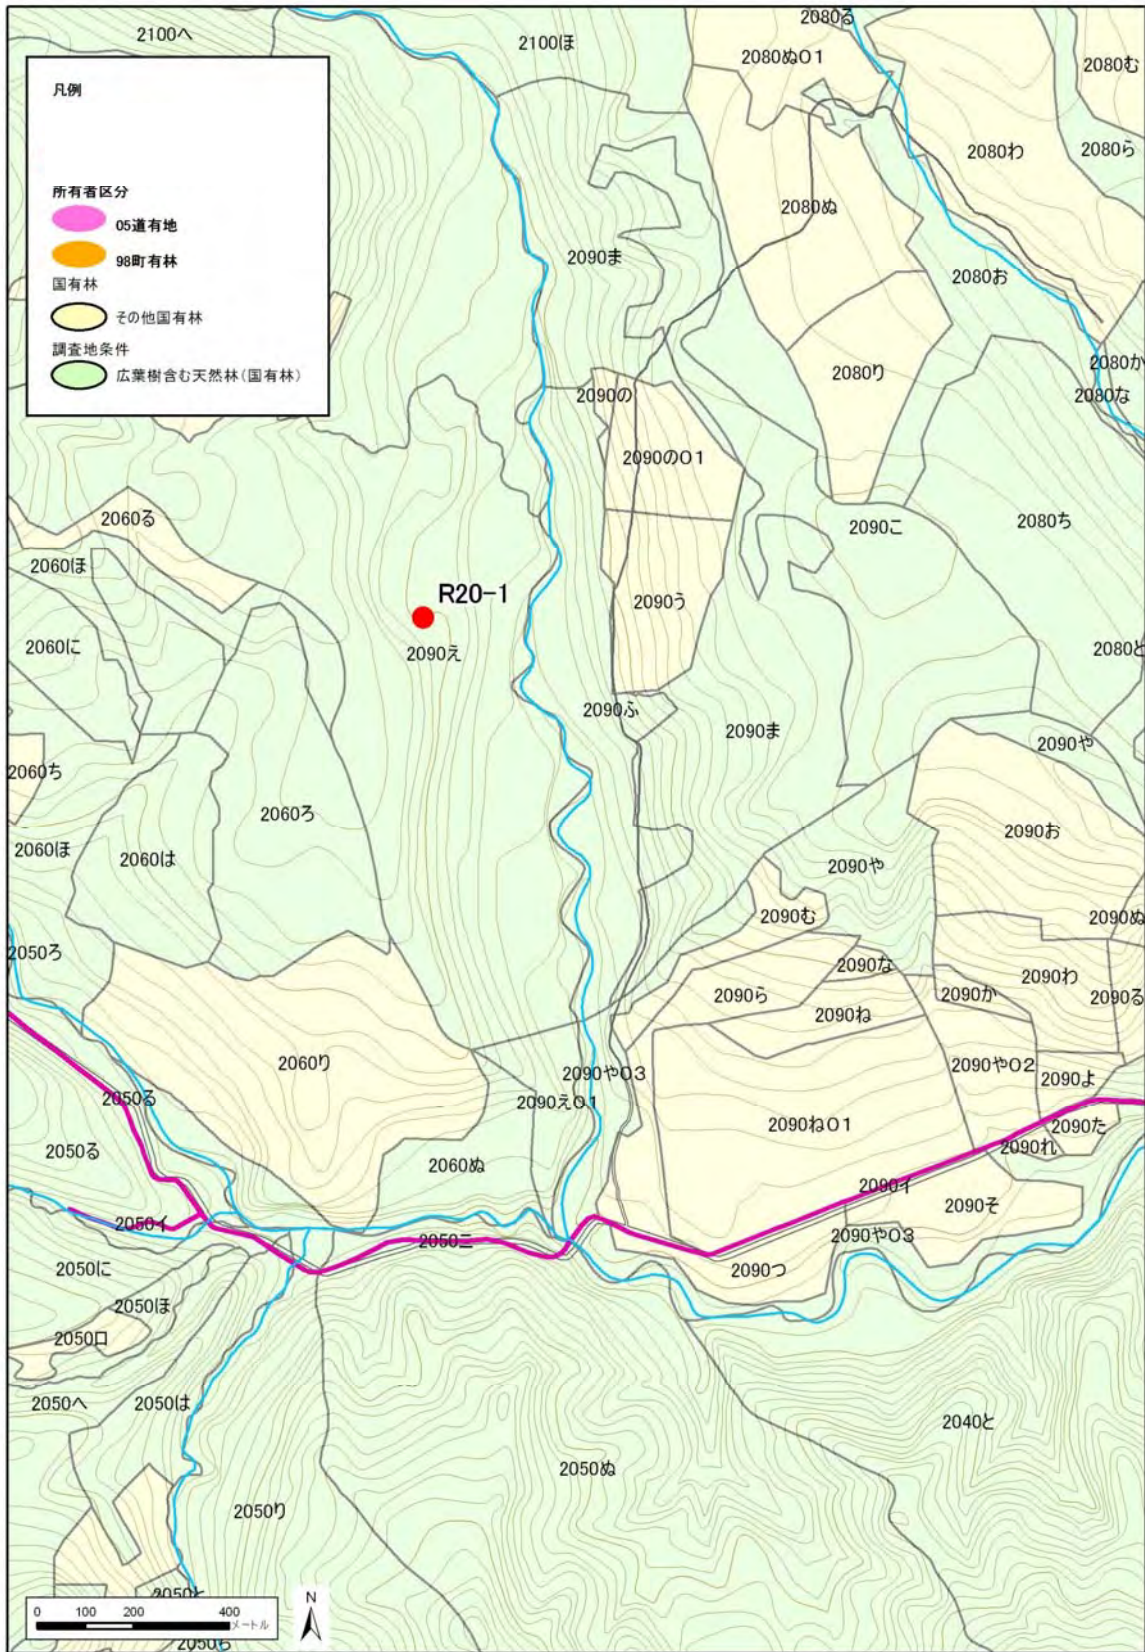 2100へ
2100ほ
2080る
2080ぬ01
2080む
凡例
2080わ
2080ら
所有者区分
05道有地
98町有林
国有林
その他国有林
調査地条件
広葉樹含む天然林(国有林)
2080ぬ
2090ま
2080お
2080り
2080か
2080な
2090の
2090の01
2060る
2090こ
2080ち
2060ほ
R20-1
2090う
2060に
2090え
2080と
2090ふ
2090ま
2090や
2060ち
2060ろ
2090お
2060ほ
2060は
2090や
2090む
2090ぬ
2050ろ
2090な
2090わ
2090ら
2090か
2090る
2090ね
2060り
2090や03
2090や02
2090よ
2050る
2090え01
2090ね01
2090た
2050る
2060ぬ
2090れ
2090イ
2050イ
2090そ
2050ニ
2090や03
2050に
2090つ
2050ほ
2050ロ
2050へ
2050は
2040と
2050ぬ
2050り
2050と
0 100 200 400
メートル
N
2050ら